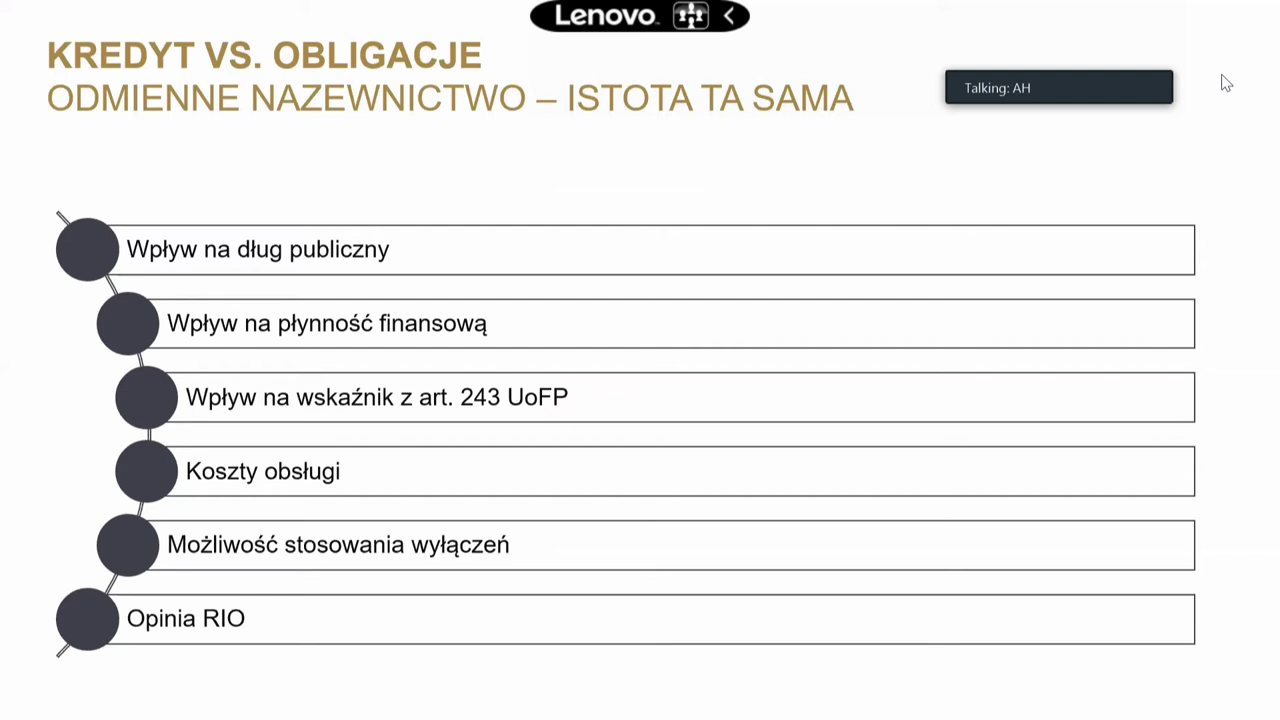 Lenovo
KREDYT VS. OBLIGACJE
ODMIENNE NAZEWNICTWO – ISTOTA TA SAMA
Talking: AH
Wpływ na dług publiczny
Wpływ na płynność finansową
Wpływ na wskaźnik z art. 243 UoFP
Koszty obsługi
Możliwość stosowania wyłączeń
Opinia RIO